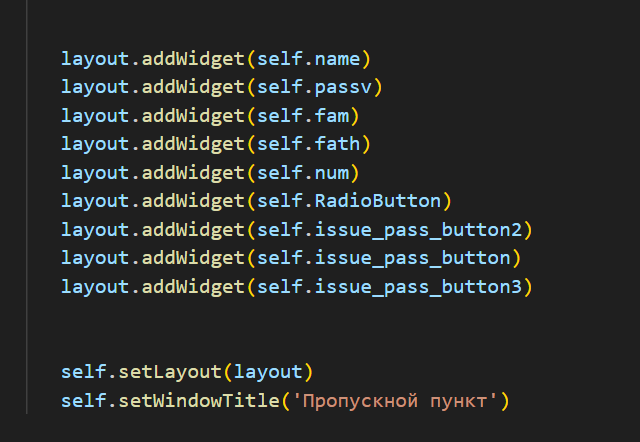 layout.addWidget(self.name)
layout.addWidget(self.passv)
layout.addWidget(self.fam)
layout.addWidget(self.fath)
layout.addWidget(self.num)
layout.addWidget(self.RadioButton)
layout.addWidget(self.issue_pass_button2)
layout.addWidget(self.issue_pass_button)
layout.addWidget(self.issue_pass_button3)
self.setLayout(layout)
self.setWindowTitle('Пропускной пункт')